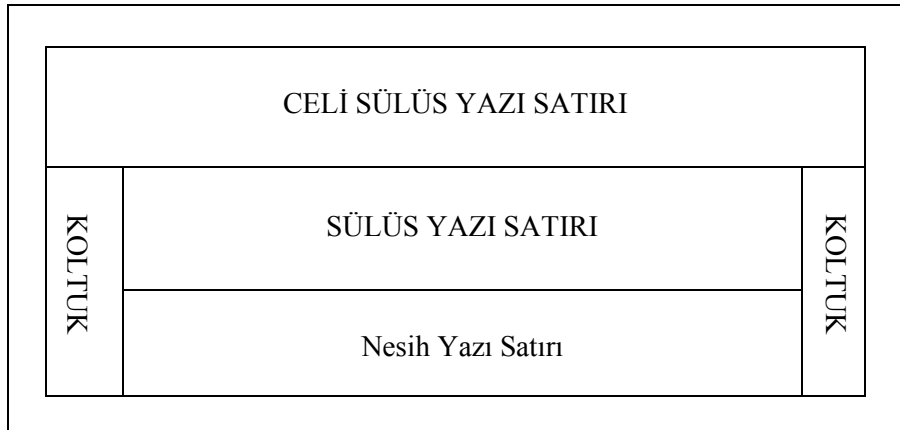 CELİ SÜLÜS YAZI SATIRI
KOLTUK
SÜLÜS YAZI SATIRI
KOLTUK
Nesih Yazı Satırı